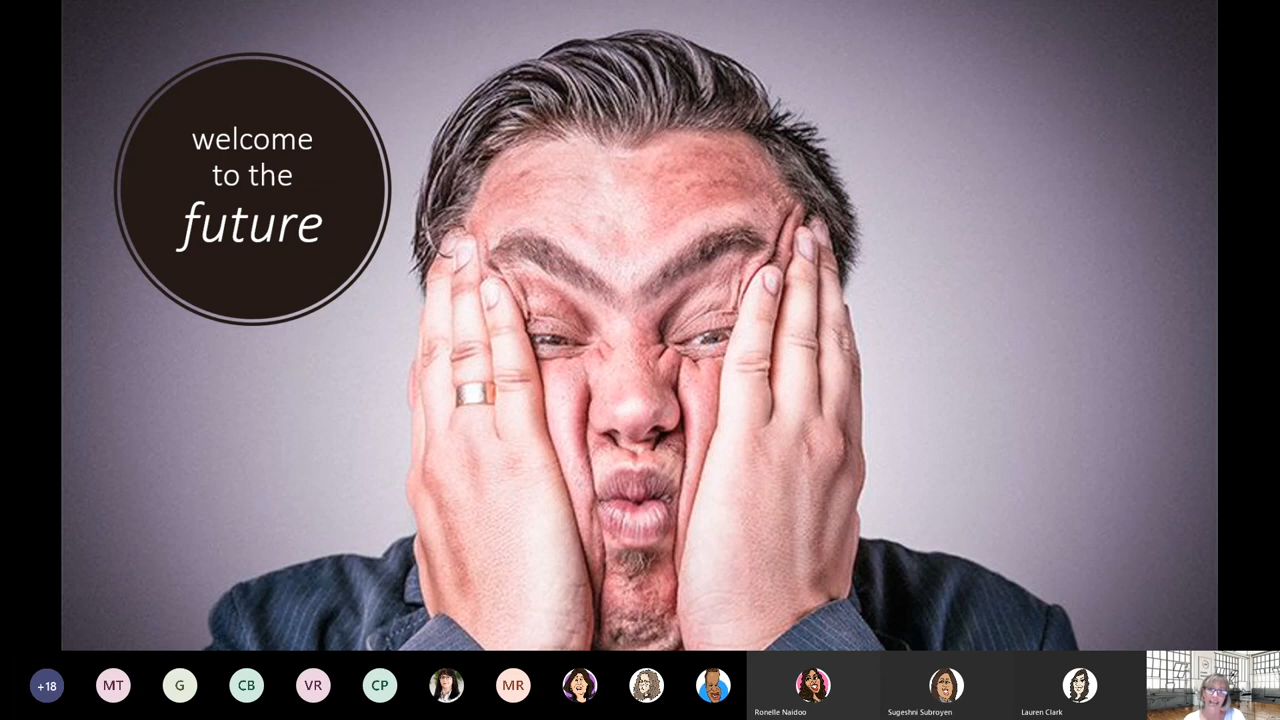 welcome
to the
future
+18
MT
G
CB
VR
CP
MR
Ronelle Naidoo
Sugeshni Subroyen
Lauren Clark